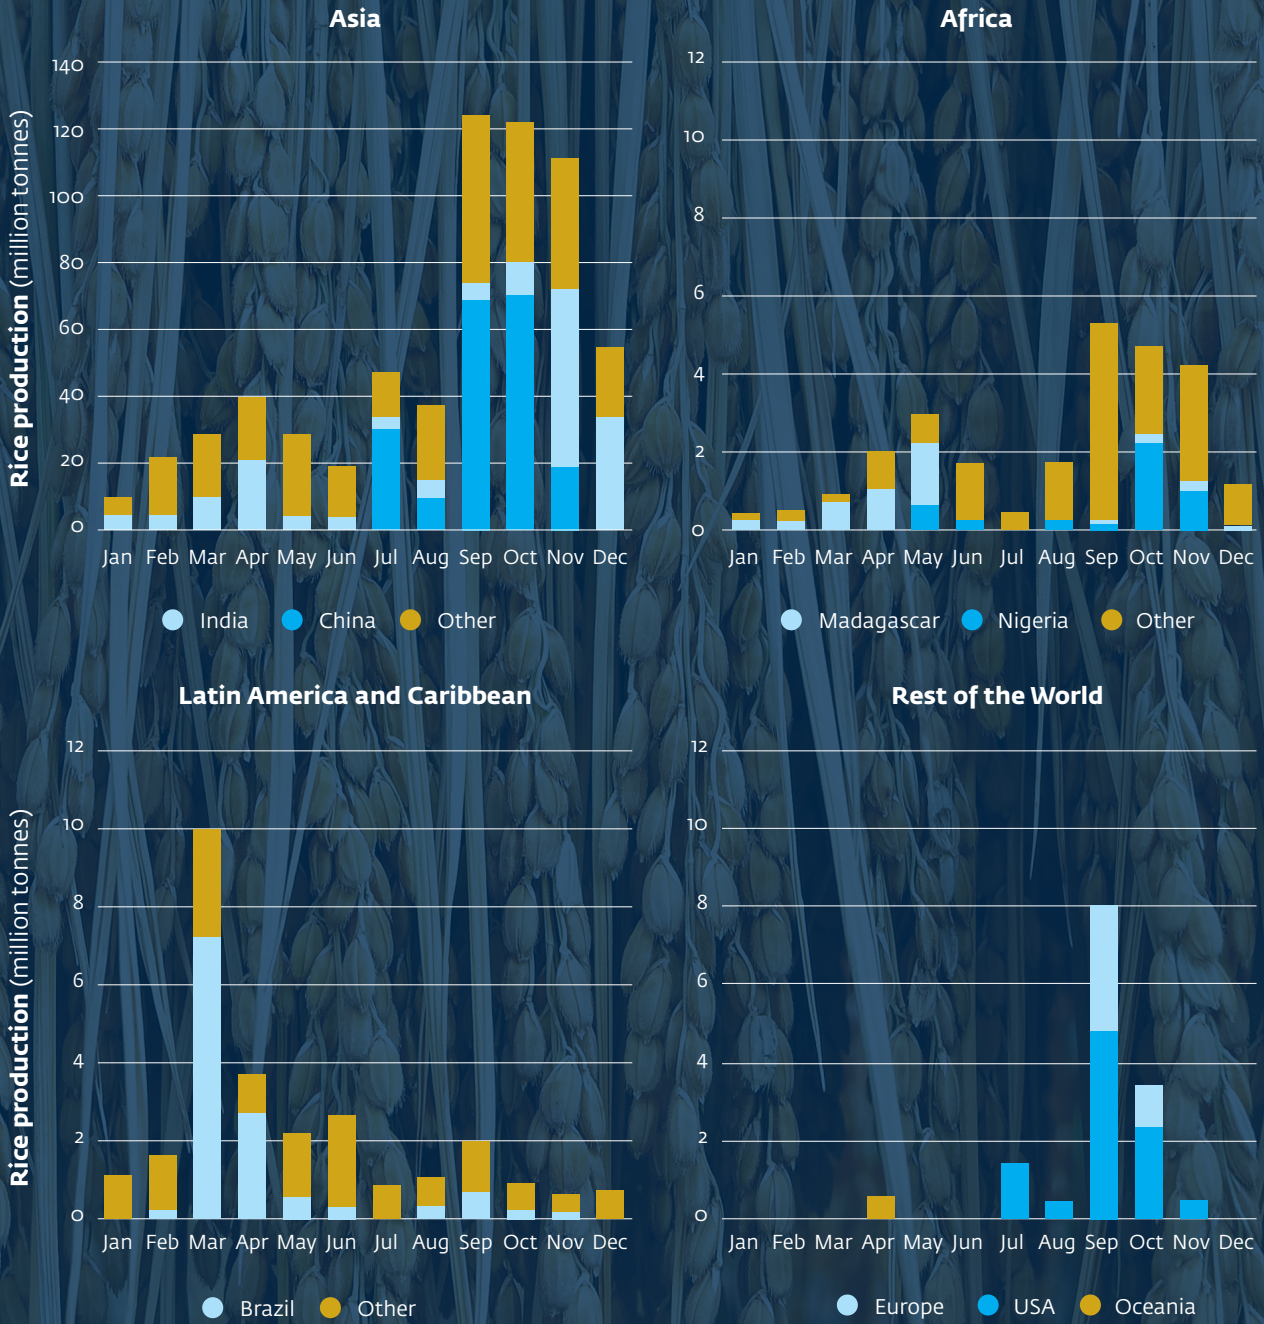 Asia
Rice production (million tonnes)
140
120
100
80
60
40
20
0
Jan Feb Mar Apr May Jun Jul Aug Sep Oct Nov Dec
India China Other
Africa
12
10
8
6
4
2
0
Jan Feb Mar Apr May Jun Jul Aug Sep Oct Nov Dec
Madagascar Nigeria Other
Latin America and Caribbean
Rice production (million tonnes)
12
10
8
6
4
2
0
Jan Feb Mar Apr May Jun Jul Aug Sep Oct Nov Dec
Brazil Other
Rest of the World
12
10
8
6
4
2
0
Jan Feb Mar Apr May Jun Jul Aug Sep Oct Nov Dec
Europe USA Oceania